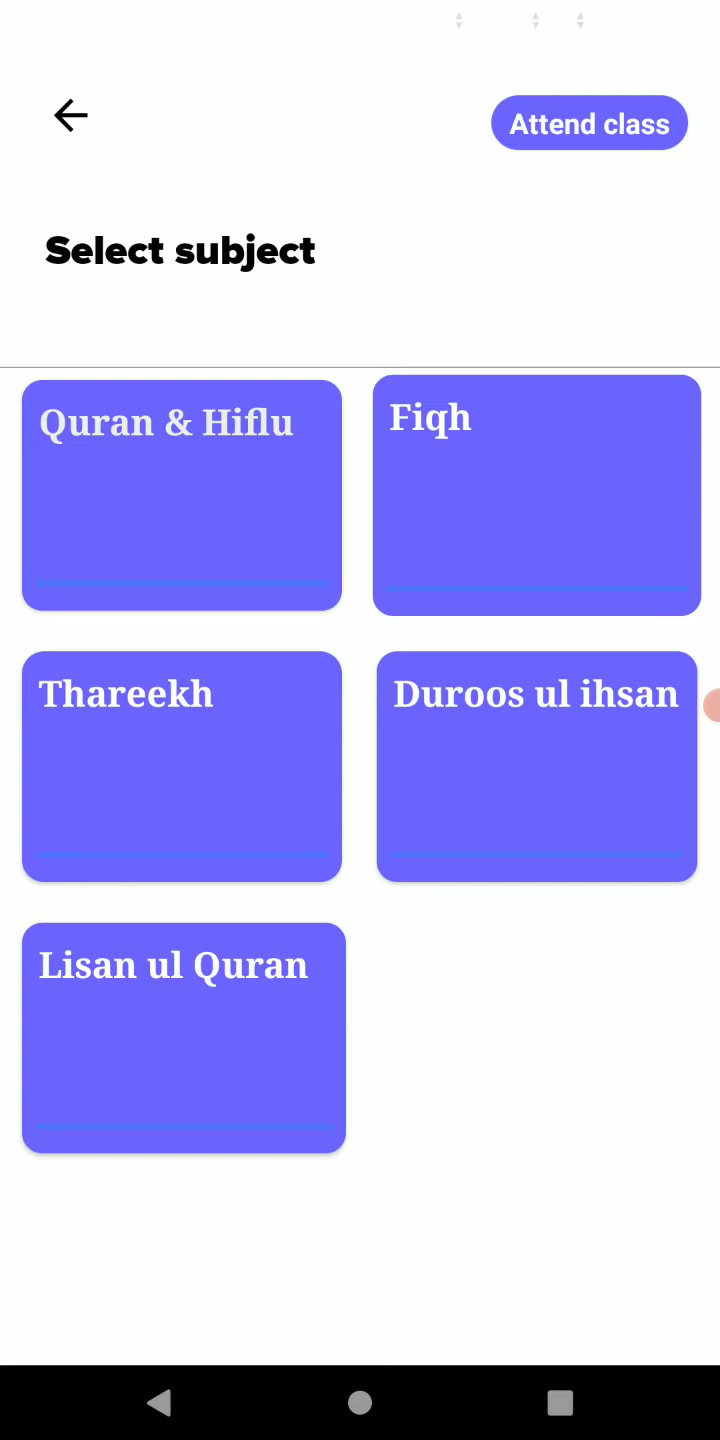 Attend class
Select subject
Quran & Hiflu
Fiqh
Thareekh
Duroos ul ihsan
Lisan ul Quran